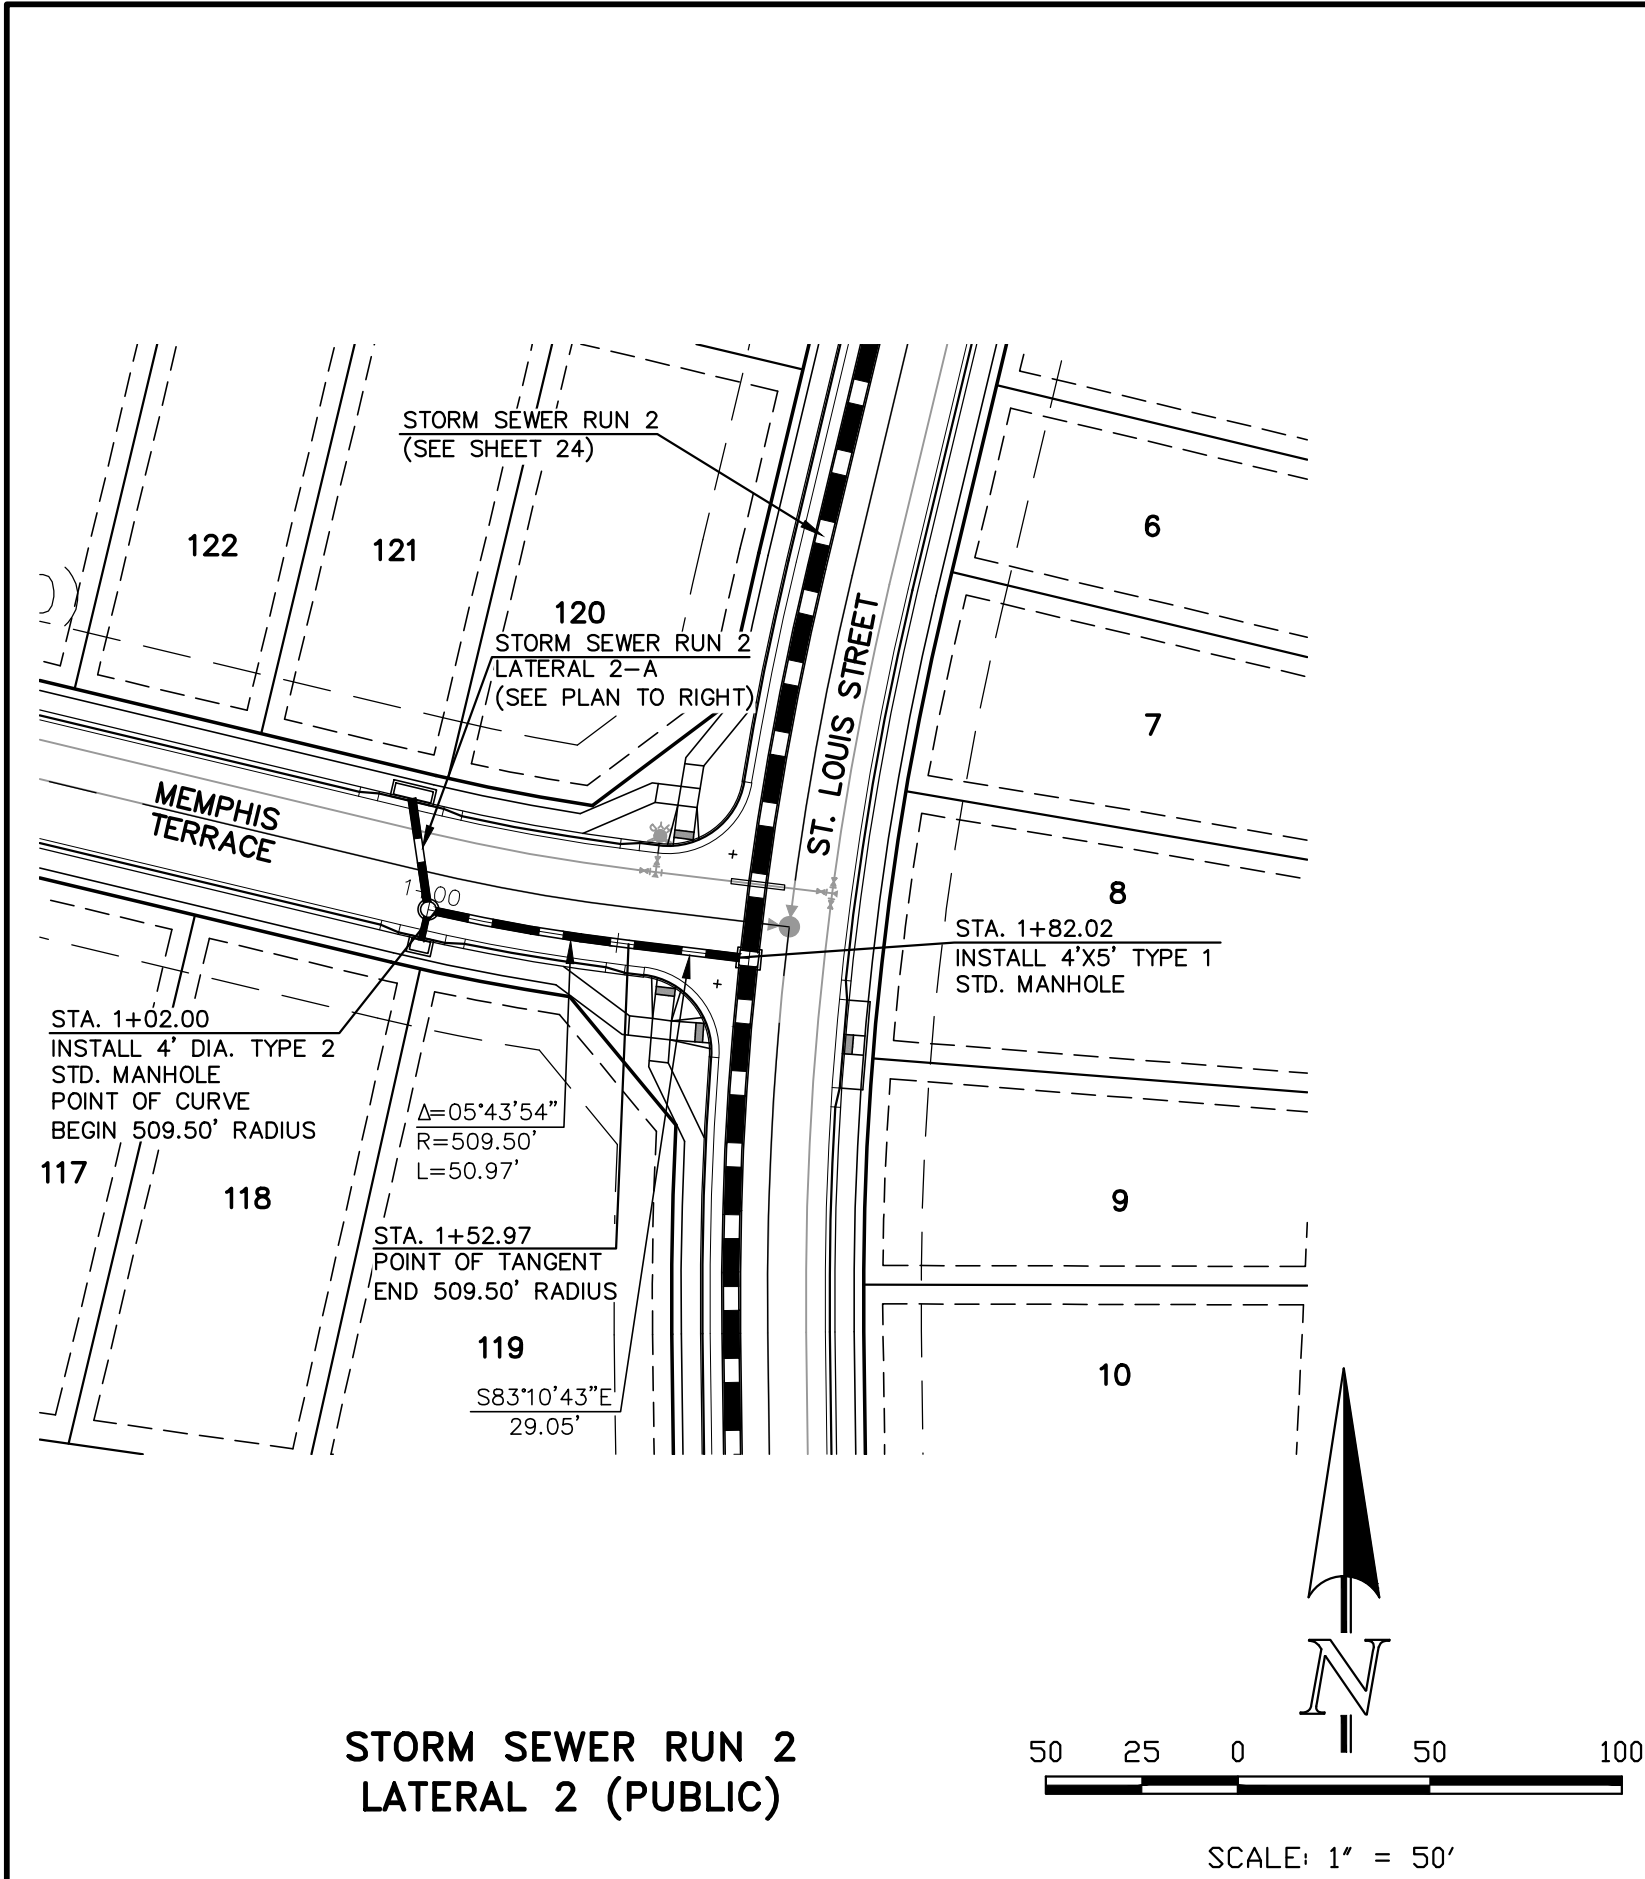 STORM SEWER RUN 2
(SEE SHEET 24)
6
122
121
120
STORM SEWER RUN 2
LATERAL 2-A
(SEE PLAN TO RIGHT)
ST. LOUIS STREET
7
MEMPHIS
TERRACE
1+00
8
STA. 1+82.02
INSTALL 4'X5' TYPE 1
STD. MANHOLE
STA. 1+02.00
INSTALL 4' DIA. TYPE 2
STD. MANHOLE
POINT OF CURVE
BEGIN 509.50' RADIUS
Δ=05°43'54"
R=509.50'
L=50.97'
117
118
9
STA. 1+52.97
POINT OF TANGENT
END 509.50' RADIUS
119
10
S83°10'43"E
29.05'
N
STORM SEWER RUN 2
LATERAL 2 (PUBLIC)
50 25 0 50 100
SCALE: 1" = 50'